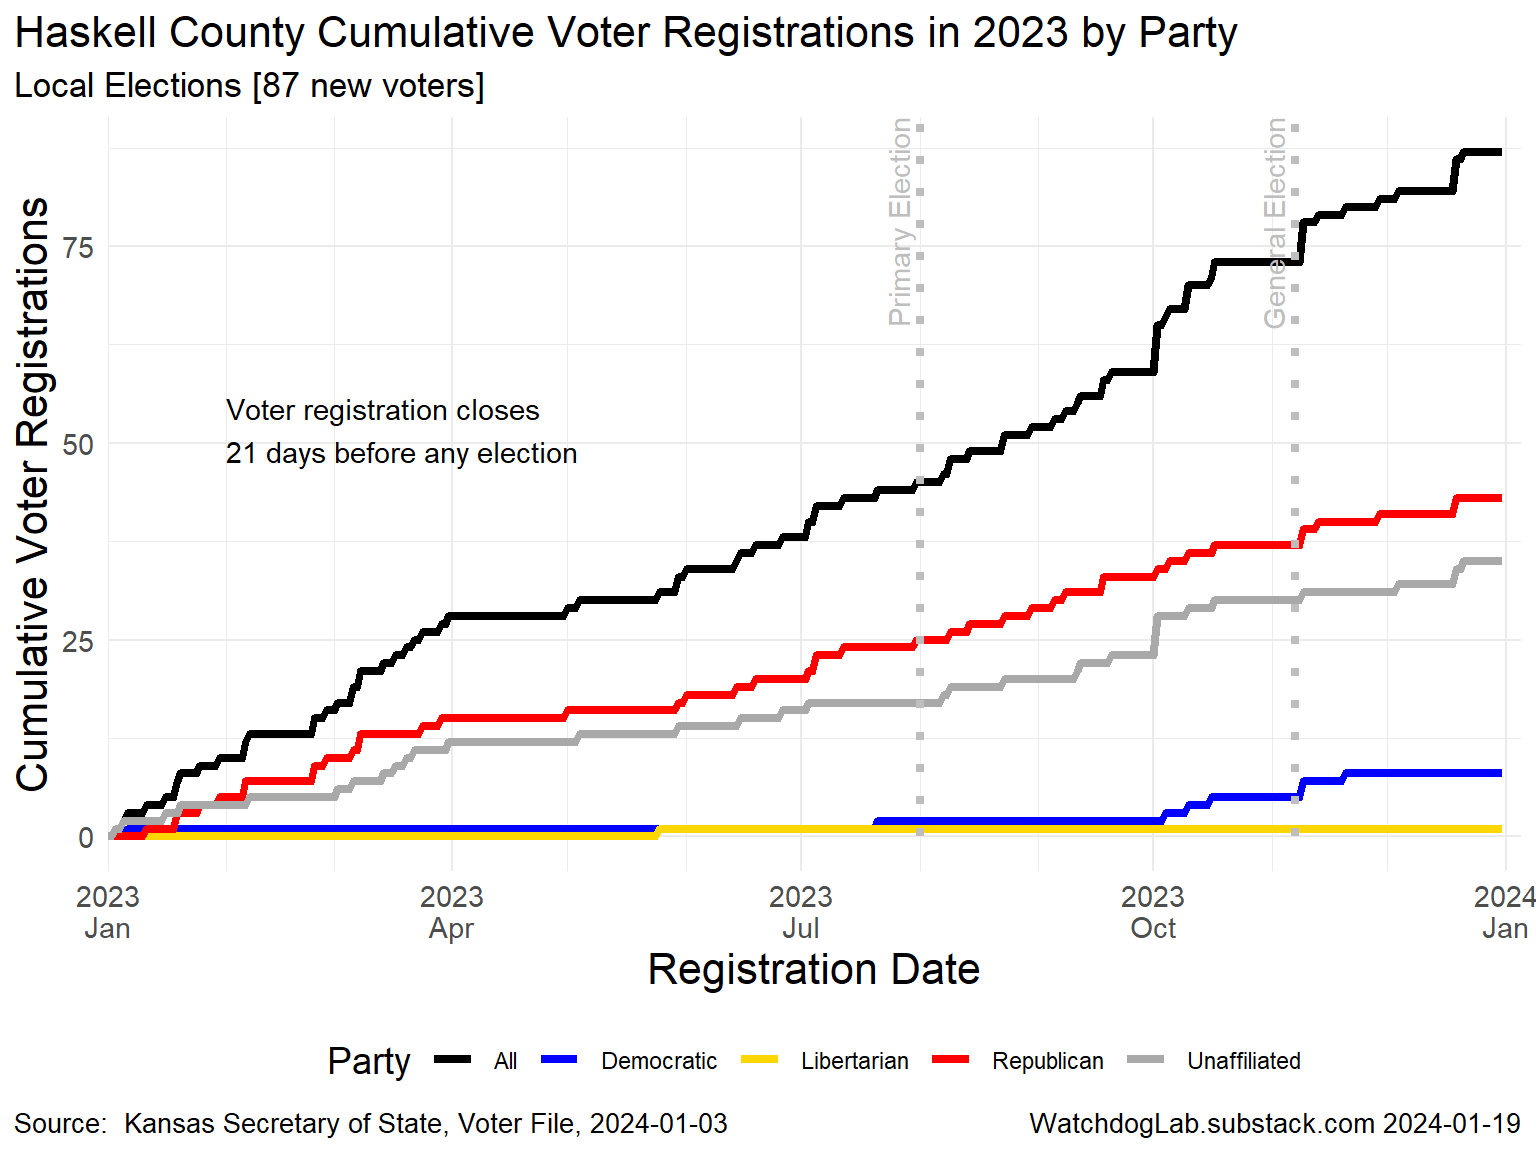 Haskell County Cumulative Voter Registrations in 2023 by Party
Local Elections [87 new voters]
Cumulative Voter Registrations
75
50
25
0
Primary Election
General Election
Voter registration closes
21 days before any election
2023 2023 2023 2023 2024
Jan Apr Jul Oct Jan
Registration Date
Party All Democratic Libertarian Republican Unaffiliated
Source:  Kansas Secretary of State, Voter File, 2024-01-03
WatchdogLab.substack.com 2024-01-19